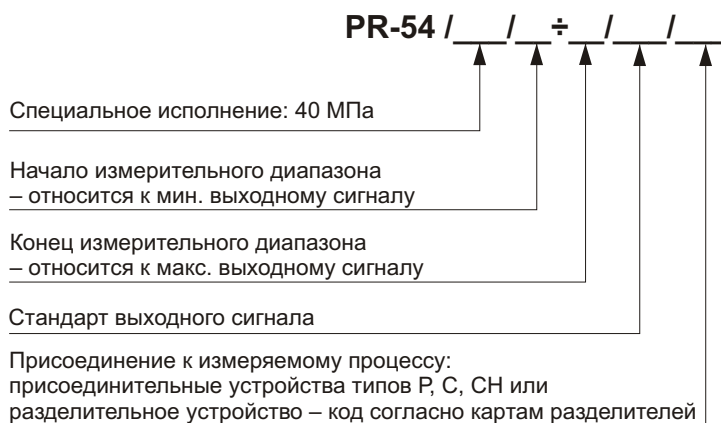 PR-54 /___/__÷__/___/___
Специальное исполнение: 40 МПа
Начало измерительного диапазона
– относится к мин. выходному сигналу
Конец измерительного диапазона
– относится к макс. выходному сигналу
Стандарт выходного сигнала
Присоединение к измеряемому процессу:
присоединительные устройства типов P, C, CH или
разделительное устройство – код согласно картам разделителей